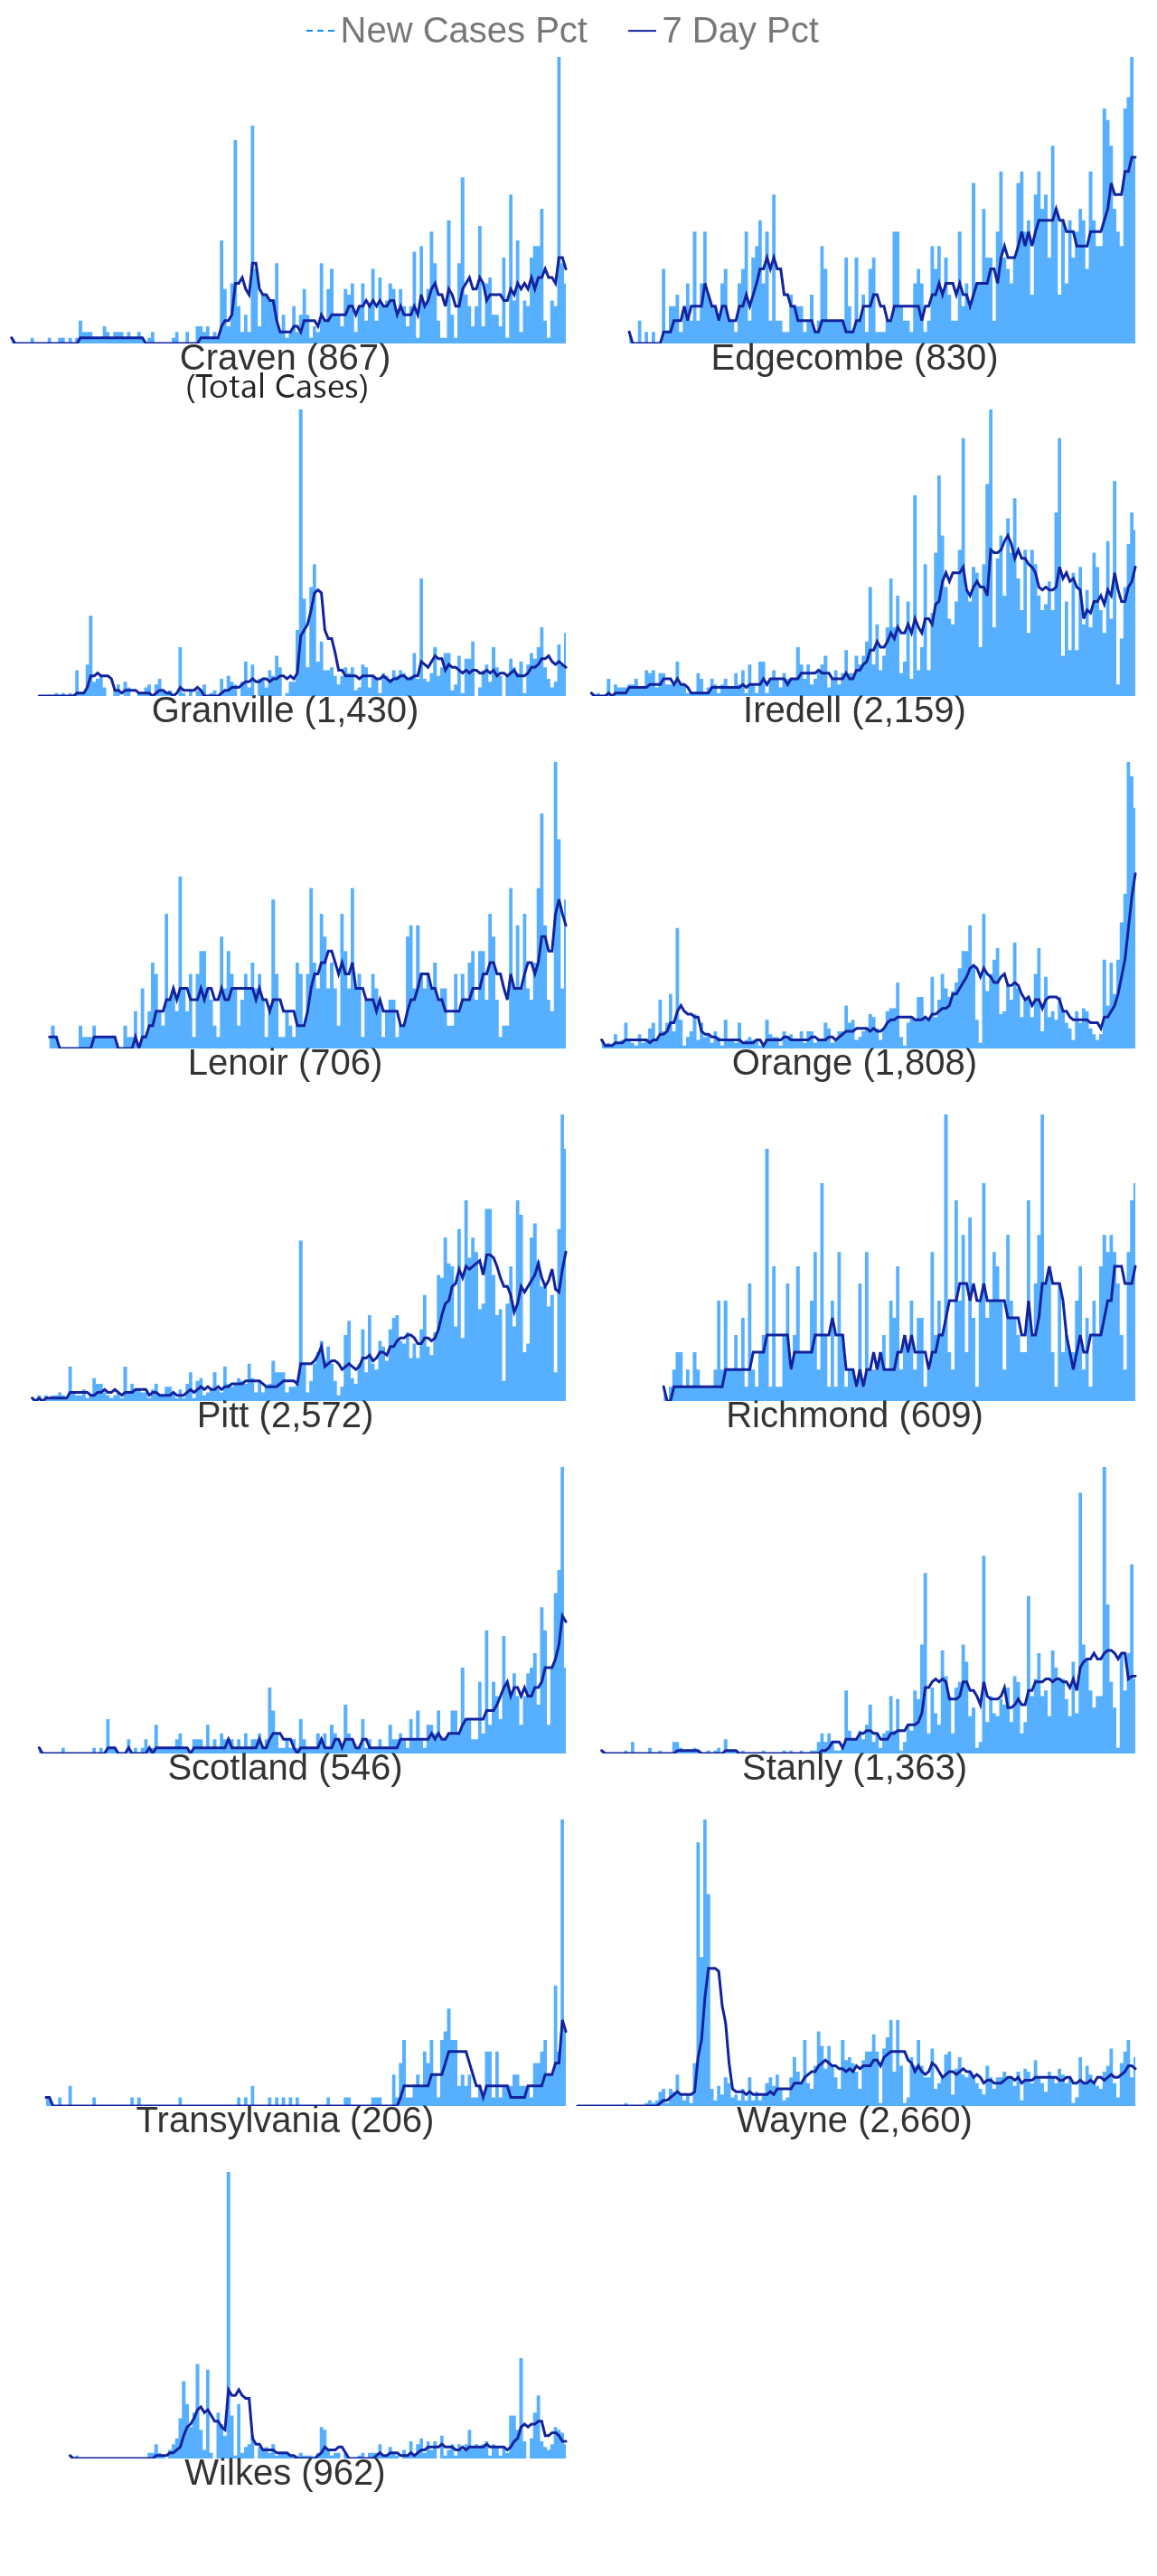 New Cases Pct 7 Day Pct
Craven (867) Edgecombe (830)
(Total Cases)
Granville (1,430) Iredell (2,159)
Lenoir (706) Orange (1,808)
Pitt (2,572) Richmond (609)
Scotland (546) Stanly (1,363)
Transylvania (206) Wayne (2,660)
Wilkes (962)